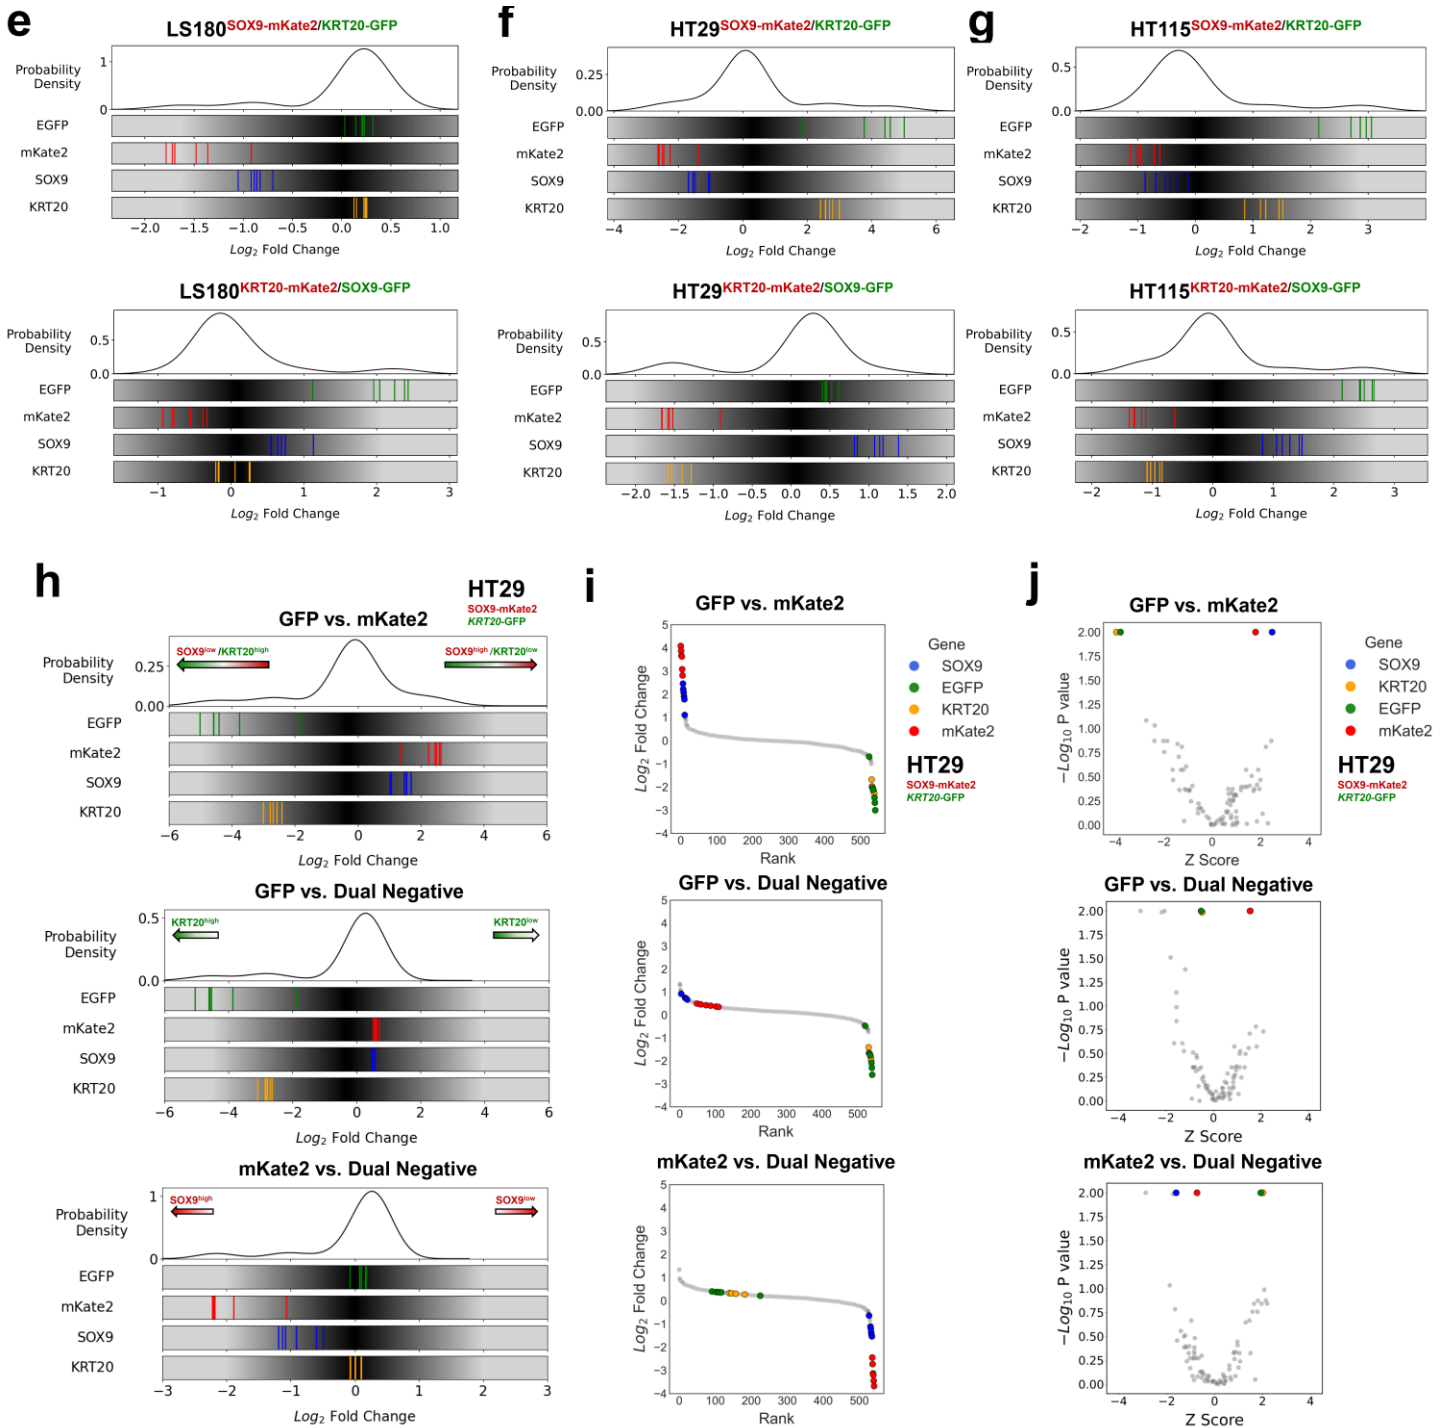 e
LS180SOX9-mKate2/KRT20-GFP
Probability
Density
1
0
EGFP
mKate2
SOX9
KRT20
−2.0 −1.5 −1.0 −0.5 0.0 0.5 1.0
Log2 Fold Change
LS180KRT20-mKate2/SOX9-GFP
Probability
Density
0.5
0.0
EGFP
mKate2
SOX9
KRT20
−1 0 1 2 3
Log2 Fold Change
f
HT29SOX9-mKate2/KRT20-GFP
0.25
0.00
EGFP
mKate2
SOX9
KRT20
−4 −2 0 2 4 6
Log2 Fold Change
HT29KRT20-mKate2/SOX9-GFP
Probability
Density
0.5
0.0
EGFP
mKate2
SOX9
KRT20
−2.0 −1.5 −1.0 −0.5 0.0 0.5 1.0 1.5 2.0
Log2 Fold Change
g
HT115SOX9-mKate2/KRT20-GFP
Probability
Density
0.5
0.0
EGFP
mKate2
SOX9
KRT20
−2 −1 0 1 2 3
Log2 Fold Change
HT115KRT20-mKate2/SOX9-GFP
Probability
Density
0.5
0.0
EGFP
mKate2
SOX9
KRT20
−2 −1 0 1 2 3
Log2 Fold Change
h
HT29
SOX9-mKate2
KRT20-GFP
GFP vs. mKate2
SOX9low /KRT20high
SOX9high /KRT20low
Probability
Density
0.25
0.00
EGFP
mKate2
SOX9
KRT20
−6 −4 −2 0 2 4 6
Log2 Fold Change
GFP vs. Dual Negative
KRT20high
KRT20low
Probability
Density
0.5
0.0
EGFP
mKate2
SOX9
KRT20
−6 −4 −2 0 2 4 6
Log2 Fold Change
mKate2 vs. Dual Negative
SOX9high
SOX9low
Probability
Density
1
0
EGFP
mKate2
SOX9
KRT20
−3 −2 −1 0 1 2 3
Log2 Fold Change
i
GFP vs. mKate2
5
4
3
2
1
0
−1
−2
−3
−4
Log2 Fold Change
0 100 200 300 400 500
Rank
Gene
SOX9
EGFP
KRT20
mKate2
HT29
SOX9-mKate2
KRT20-GFP
GFP vs. Dual Negative
5
4
3
2
1
0
−1
−2
−3
−4
Log2 Fold Change
0 100 200 300 400 500
Rank
mKate2 vs. Dual Negative
5
4
3
2
1
0
−1
−2
−3
−4
Log2 Fold Change
0 100 200 300 400 500
Rank
j
GFP vs. mKate2
2.00
1.75
1.50
1.25
1.00
0.75
0.50
0.25
0.00
−Log10 P value
−4 −2 0 2 4
Z Score
Gene
SOX9
KRT20
EGFP
mKate2
HT29
SOX9-mKate2
KRT20-GFP
GFP vs. Dual Negative
2.00
1.75
1.50
1.25
1.00
0.75
0.50
0.25
0.00
−Log10 P value
−4 −2 0 2 4
Z Score
mKate2 vs. Dual Negative
2.00
1.75
1.50
1.25
1.00
0.75
0.50
0.25
0.00
−Log10 P value
−4 −2 0 2 4
Z Score